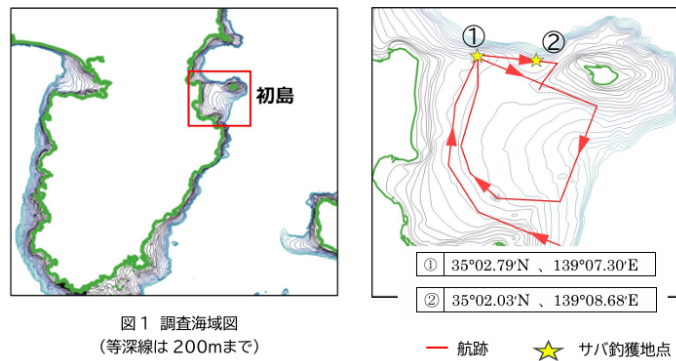 初島
図1 調査海域図
(等深線は 200mまで)
① ②
① 35°02.79′N 、139°07.30′E
② 35°02.03′N 、139°08.68′E
航跡 サバ釣獲地点